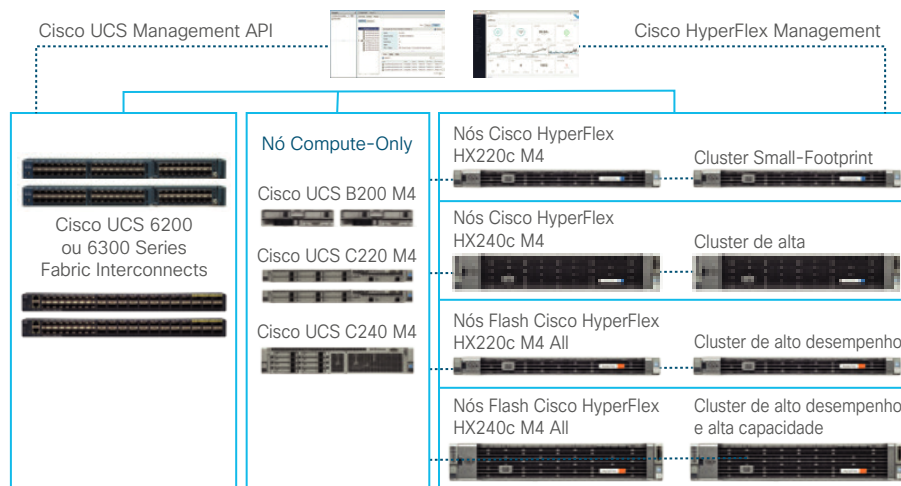 Cisco UCS Management API
Cisco HyperFlex Management
Cisco UCS 6200
ou 6300 Series
Fabric Interconnects
Nó Compute-Only
Cisco UCS B200 M4
Cisco UCS C220 M4
Cisco UCS C240 M4
Nós Cisco HyperFlex
HX220c M4
Cluster Small-Footprint
Nós Cisco HyperFlex
HX240c M4
Cluster de alta
Nós Flash Cisco HyperFlex
HX220c M4 All
Cluster de alto desempenho
Nós Flash Cisco HyperFlex
HX240c M4 All
Cluster de alto desempenho
e alta capacidade